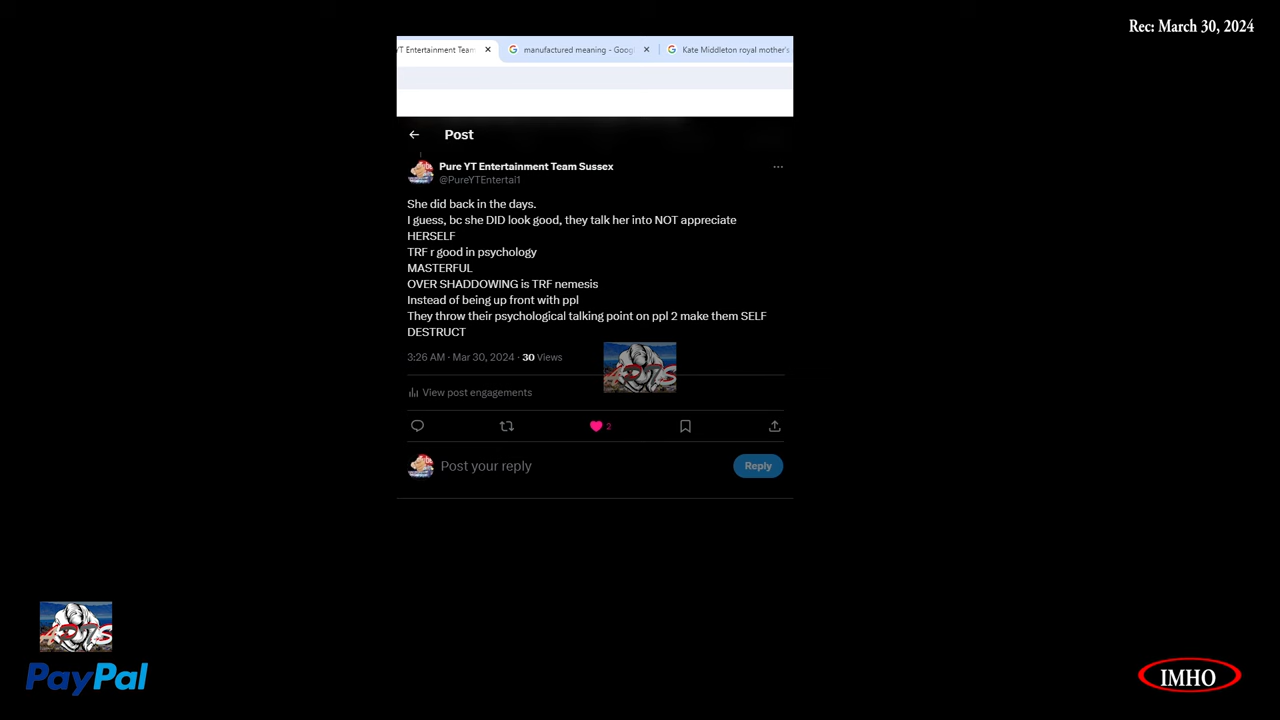 Rec: March 30, 2024
YT Entertainment Team
manufactured meaning - Goog
Kate Middleton royal mother's
Post
Pure YT Entertainment Team Sussex
@PureYTEntertai1
She did back in the days.
I guess, bc she DID look good, they talk her into NOT appreciate
HERSELF
TRF r good in psychology
MASTERFUL
OVER SHADDOWING is TRF nemesis
Instead of being up front with ppl
They throw their psychological talking point on ppl 2 make them SELF
DESTRUCT
3:26 AM · Mar 30, 2024 · 30 Views
View post engagements
2
Post your reply
Reply
PayPal
IMHO